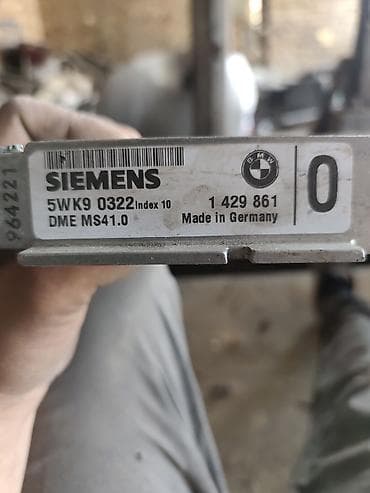 SIEMENS
BMW
5WK9 0322 Index 10
1 429 861
DME MS41.0
Made in Germany
0
964221